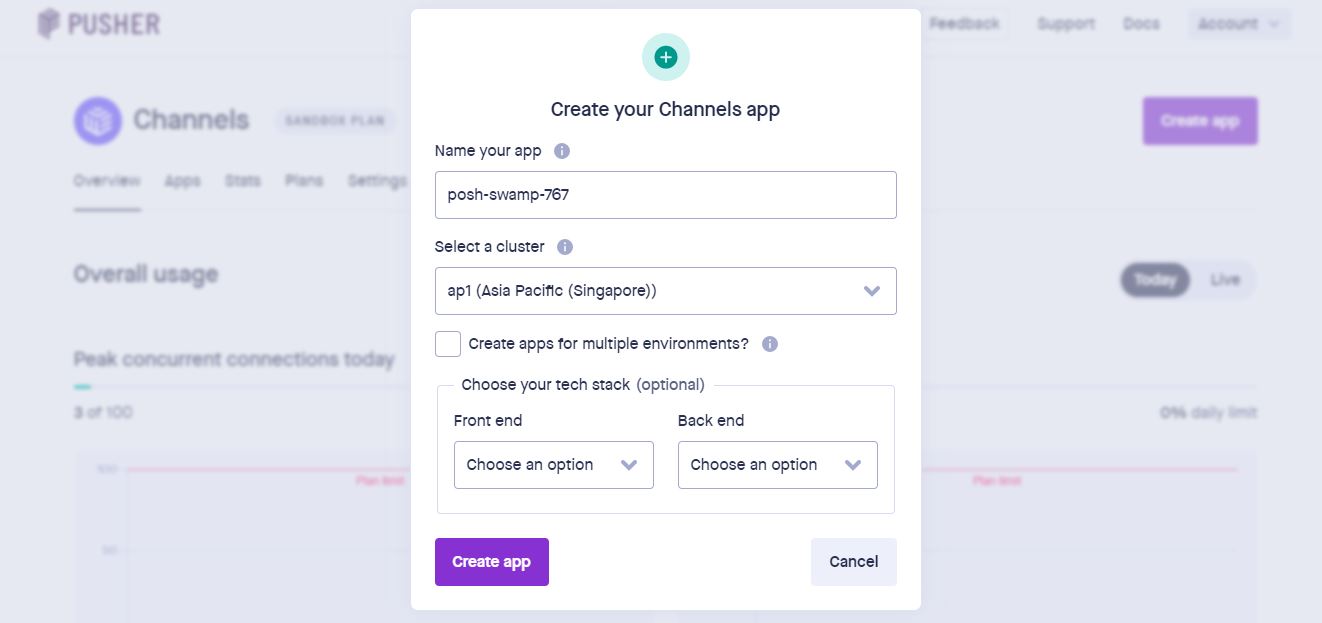 PUSHER
Feedback
Support
Docs
Account
Channels
SANDBOX PLAN
Create app
Overview
Apps
Stats
Plans
Settings
Overall usage
Today
Live
Peak concurrent connections today
3 of 100
0% daily limit
100
Plan limit
Plan limit
Create your Channels app
Name your app
posh-swamp-767
Select a cluster
ap1 (Asia Pacific (Singapore))
Create apps for multiple environments?
Choose your tech stack (optional)
Front end
Back end
Choose an option
Choose an option
Create app
Cancel